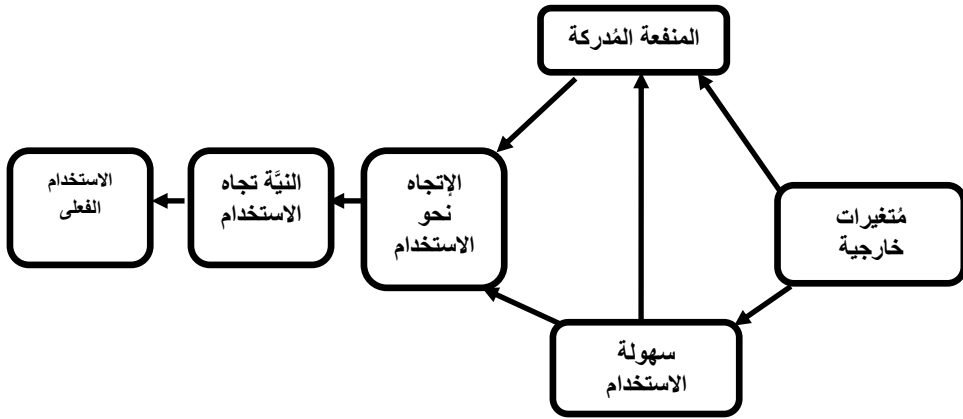 المنفعة المُدركة
مُتغيرات
خارجية
سهولة
الاستخدام
الإتجاه
نحو
الاستخدام
النيَّة تجاه
الاستخدام
الاستخدام
الفعلى